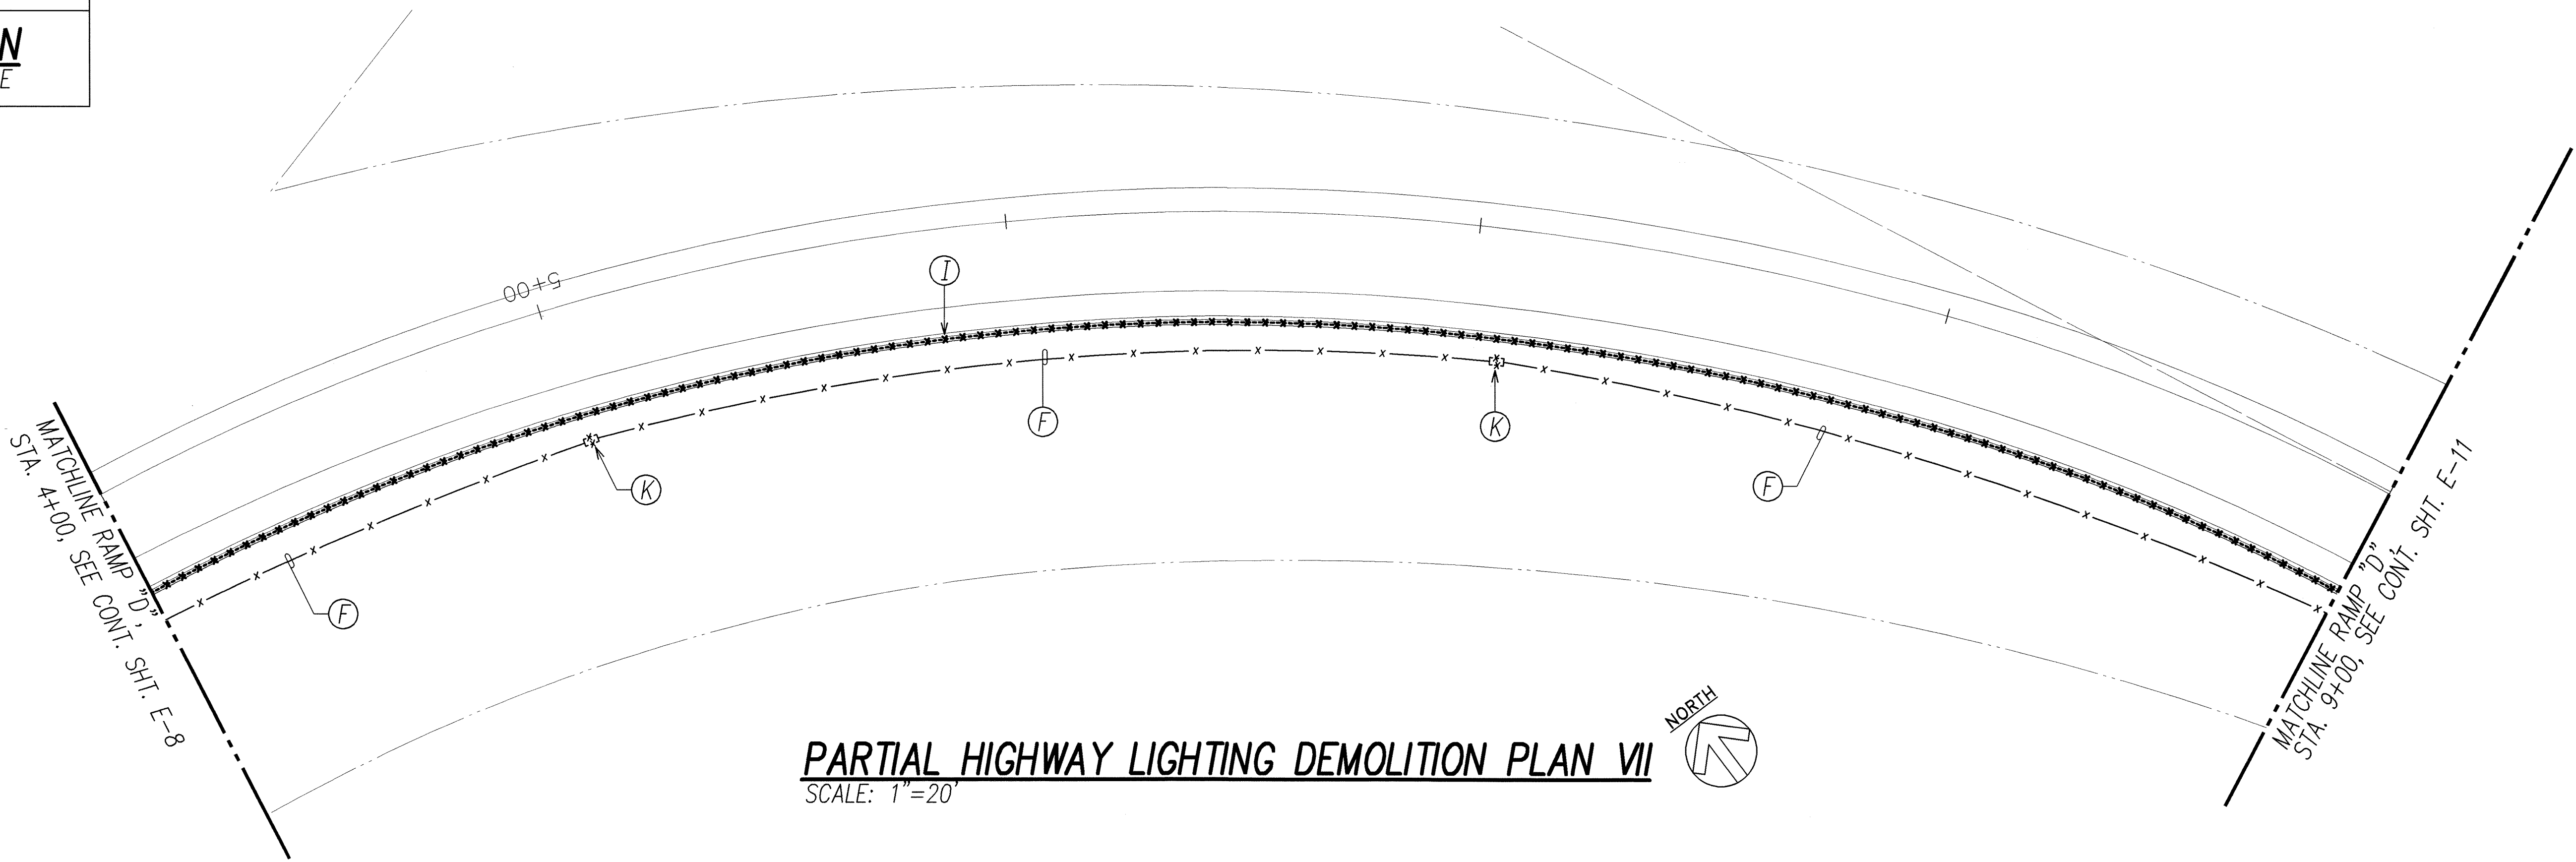 N
E
5+00
I
F
K
K
F
F
MATCHLINE RAMP "D",
STA. 4+00, SEE CONT. SHT. E-8
MATCHLINE RAMP "D",
STA. 9+00, SEE CONT. SHT. E-11
NORTH
PARTIAL HIGHWAY LIGHTING DEMOLITION PLAN VII
SCALE: 1"=20'